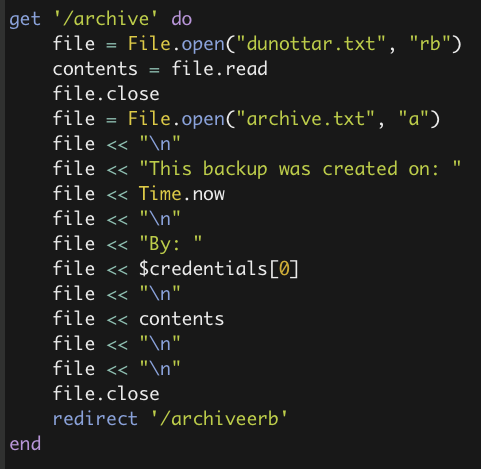 get '/archive' do
    file = File.open("dunottar.txt", "rb")
    contents = file.read
    file.close
    file = File.open("archive.txt", "a")
    file << "\n"
    file << "This backup was created on: "
    file << Time.now
    file << "\n"
    file << "By: "
    file << $credentials[0]
    file << "\n"
    file << contents
    file << "\n"
    file << "\n"
    file.close
    redirect '/archiveerb'
end